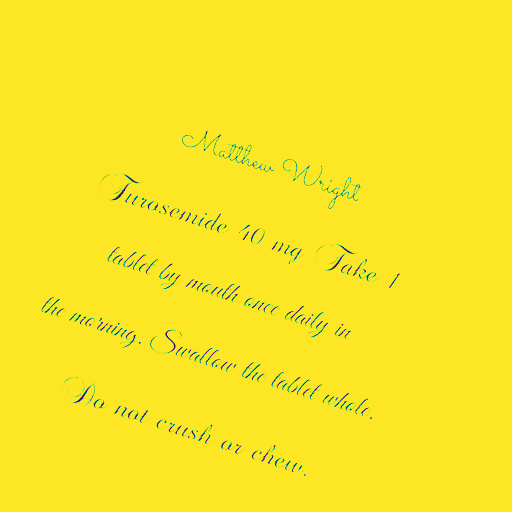 Matthew Wright
Furosemide 40 mg Take 1
tablet by mouth once daily in
the morning. Swallow the tablet whole.
Do not crush or chew.